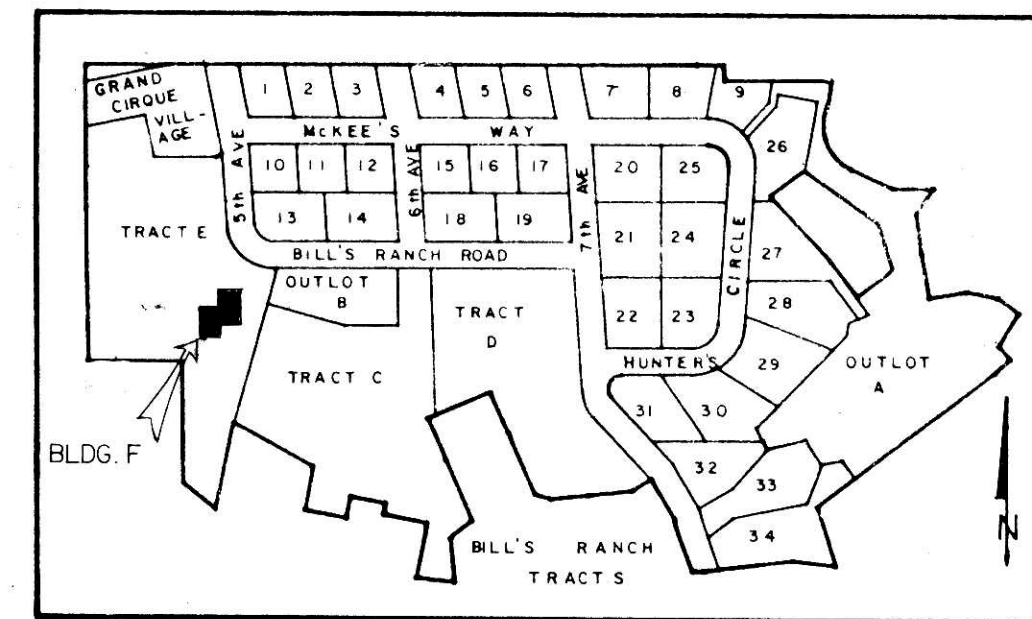 GRAND
CIRQUE
VILL-
AGE
1
2
3
4
5
6
7
8
9
McKEE'S WAY
5th AVE
6th AVE
7th AVE
10
11
12
15
16
17
20
25
26
13
14
18
19
21
24
27
TRACT E
BILL'S RANCH ROAD
CIRCLE
OUTLOT
B
TRACT
D
22
23
28
TRACT C
HUNTER'S
29
OUTLOT
A
31
30
BLDG. F
32
33
34
BILL'S RANCH
TRACTS
N